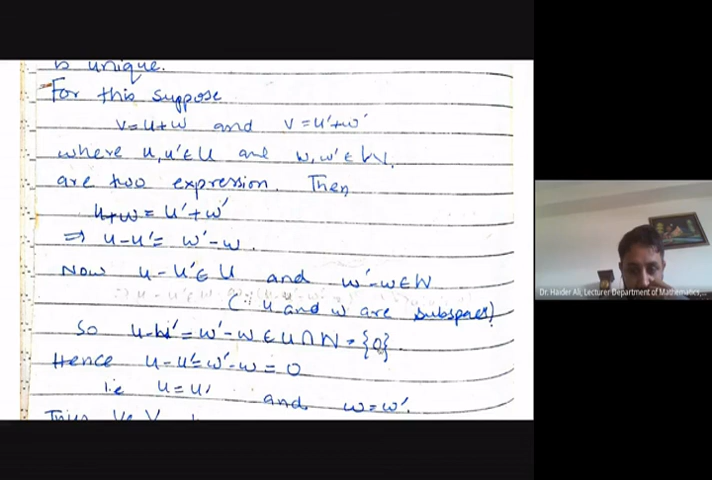 is unique.
For this suppose
v=u+w and v=u'+w'
where u,u'∈U and w,w'∈W.
are two expression. Then
u+w=u'+w'
⇒ u-u'= w'-w.
Now u-u'∈U and w'-w∈W
(∵ U and W are subspaces)
So u-u'=w'-w∈U∩W={0}.
Hence u-u'=w'-w=0
i.e u=u' and w=w'.
Thus v∈V
Dr. Haider Ali, Lecturer Department of Mathematics,...